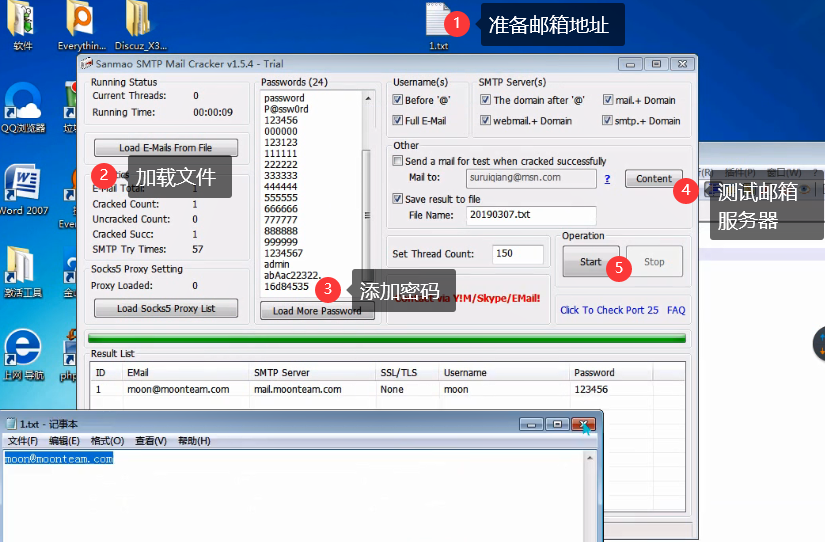 软件
Everythin...
Discuz_X3...
1.txt
1 准备邮箱地址
Sanmao SMTP Mail Cracker v1.5.4 - Trial
Running Status
Current Threads: 0
Running Time: 00:00:09
Load E-Mails From File
2 加载文件
E-Mail Total: 1
Cracked Count: 1
Uncracked Count: 0
Cracked Succ: 1
SMTP Try Times: 57
Socks5 Proxy Setting
Proxy Loaded: 0
Load Socks5 Proxy List
Passwords (24)
password
P@ssw0rd
123456
000000
123123
111111
222222
333333
444444
555555
666666
777777
888888
999999
1234567
admin
abAac22322.
16d84535
3 添加密码
Load More Password
Username(s)
Before '@'
Full E-Mail
SMTP Server(s)
The domain after '@'
mail.+ Domain
webmail.+ Domain
smtp.+ Domain
Other
Send a mail for test when cracked successfully
Mail to: suruiqiang@msn.com ? Content
4 测试邮箱
服务器
Save result to file
File Name: 20190307.txt
Set Thread Count: 150
Operation
Start
5
Stop
via Y!M/Skype/EMail!
Click To Check Port 25 FAQ
Result List
ID EMail SMTP Server SSL/TLS Username Password
1 moon@moonteam.com mail.moonteam.com None moon 123456
QQ浏览器
Word 2007
激活工具
上网导航
插件(P) 窗口(W) ?
1.txt - 记事本
文件(F) 编辑(E) 格式(O) 查看(V) 帮助(H)
moon@moonteam.com